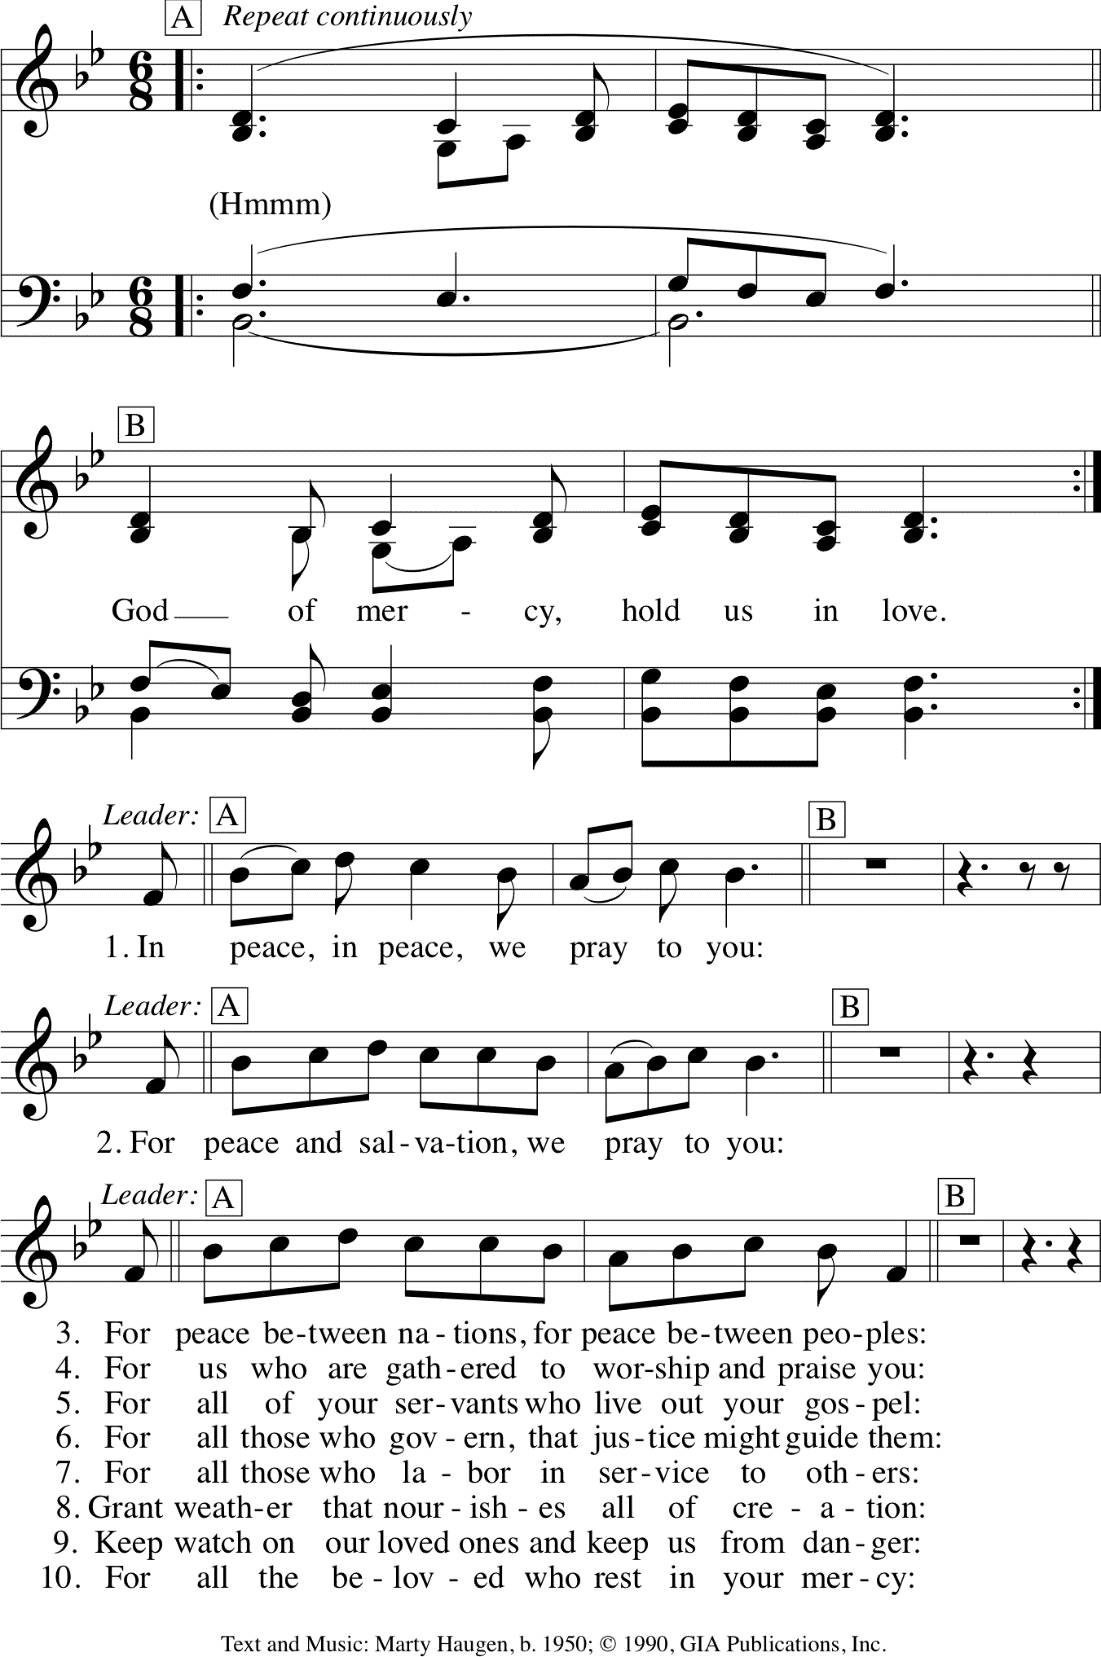 A Repeat continuously
6 8
(Hmmm)
6 8
B
God of mer - cy, hold us in love.
Leader: A B
1. In peace, in peace, we pray to you:
Leader: A B
2. For peace and sal - va - tion, we pray to you:
Leader: A B
3. For peace be - tween na - tions, for peace be - tween peo - ples:
4. For us who are gath - ered to wor - ship and praise you:
5. For all of your ser - vants who live out your gos - pel:
6. For all those who gov - ern, that jus - tice might guide them:
7. For all those who la - bor in ser - vice to oth - ers:
8. Grant weath - er that nour - ish - es all of cre - a - tion:
9. Keep watch on our loved ones and keep us from dan - ger:
10. For all the be - lov - ed who rest in your mer - cy:
Text and Music: Marty Haugen, b. 1950; © 1990, GIA Publications, Inc.